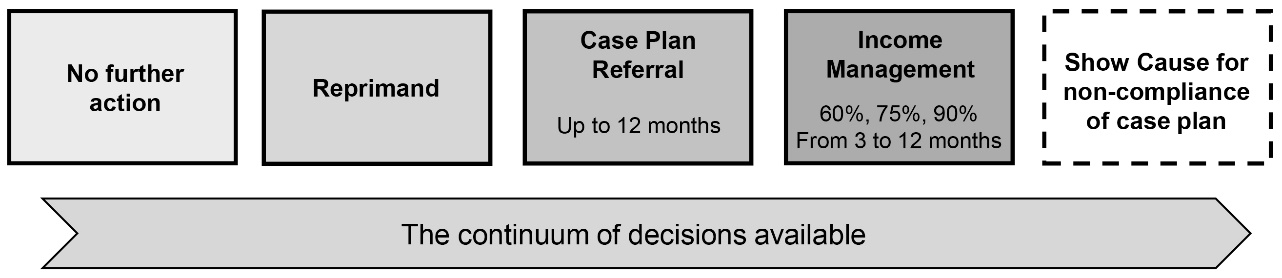 No further
action
Reprimand
Case Plan
Referral
Up to 12 months
Income
Management
60%, 75%, 90%
From 3 to 12 months
Show Cause for
non-compliance
of case plan
The continuum of decisions available